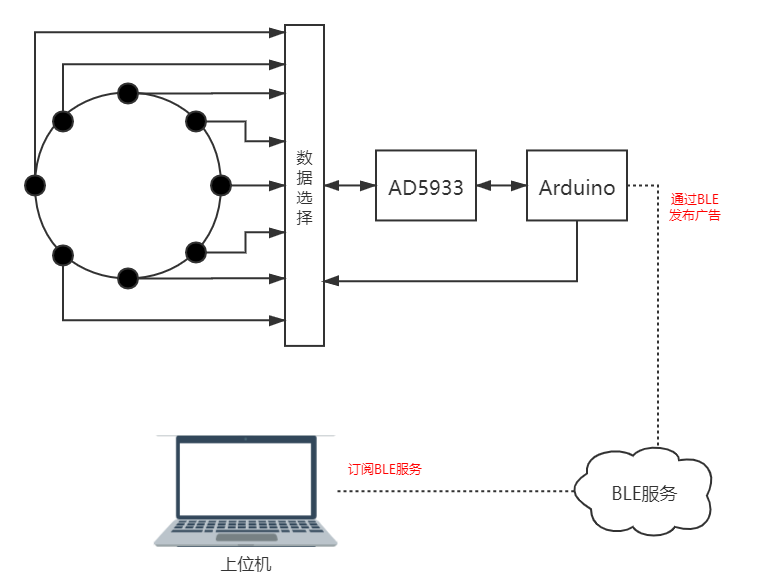 数
据
选
择
AD5933
Arduino
通过BLE
发布广告
订阅BLE服务
BLE服务
上位机